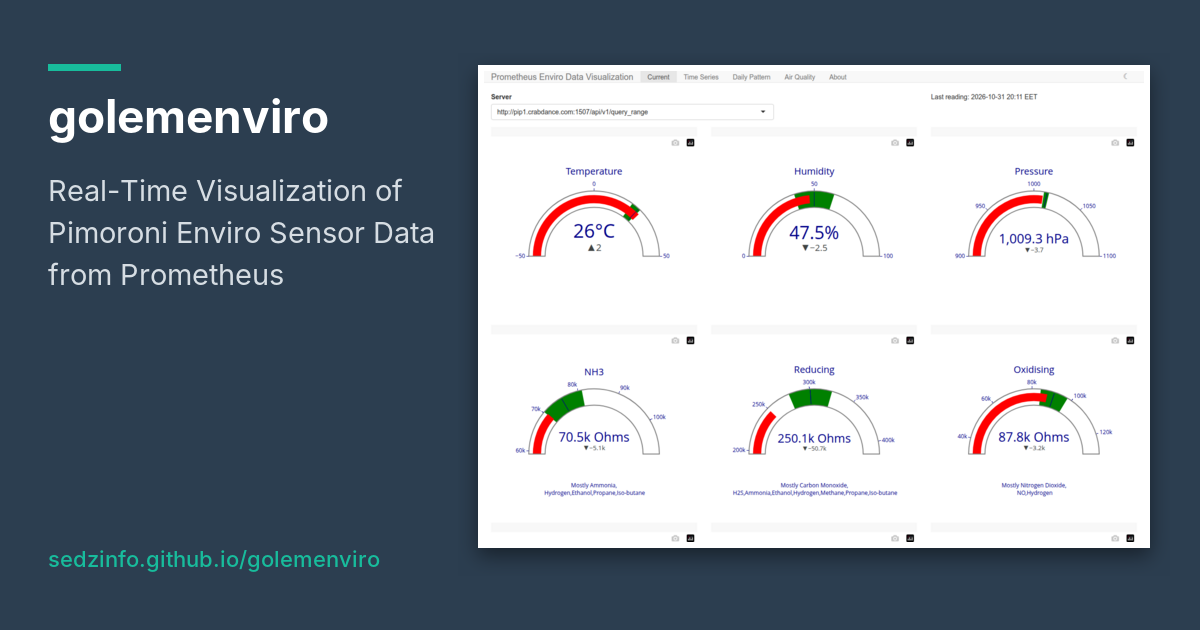 golemenviro
Real-Time Visualization of
Pimoroni Enviro Sensor Data
from Prometheus
sedzinfo.github.io/golemenviro
Prometheus Enviro Data Visualization Current Time Series Daily Pattern Air Quality About
Server
http://pip1.crabdance.com:1507/api/v1/query_range
Last reading: 2026-10-31 20:11 EET
Temperature
0
−50
50
26°C
▲2
Humidity
50
0
100
47.5%
▼−2.5
Pressure
1000
950
1050
900
1100
1,009.3 hPa
▼−3.7
NH3
80k
90k
70k
100k
60k
70.5k Ohms
▼−5.1k
Mostly Ammonia,
Hydrogen,Ethanol,Propane,Iso-butane
Reducing
300k
250k
350k
200k
400k
250.1k Ohms
▼−50.7k
Mostly Carbon Monoxide,
H2S,Ammonia,Ethanol,Hydrogen,Methane,Propane,Iso-butane
Oxidising
80k
60k
100k
40k
120k
87.8k Ohms
▼−3.2k
Mostly Nitrogen Dioxide,
NO,Hydrogen